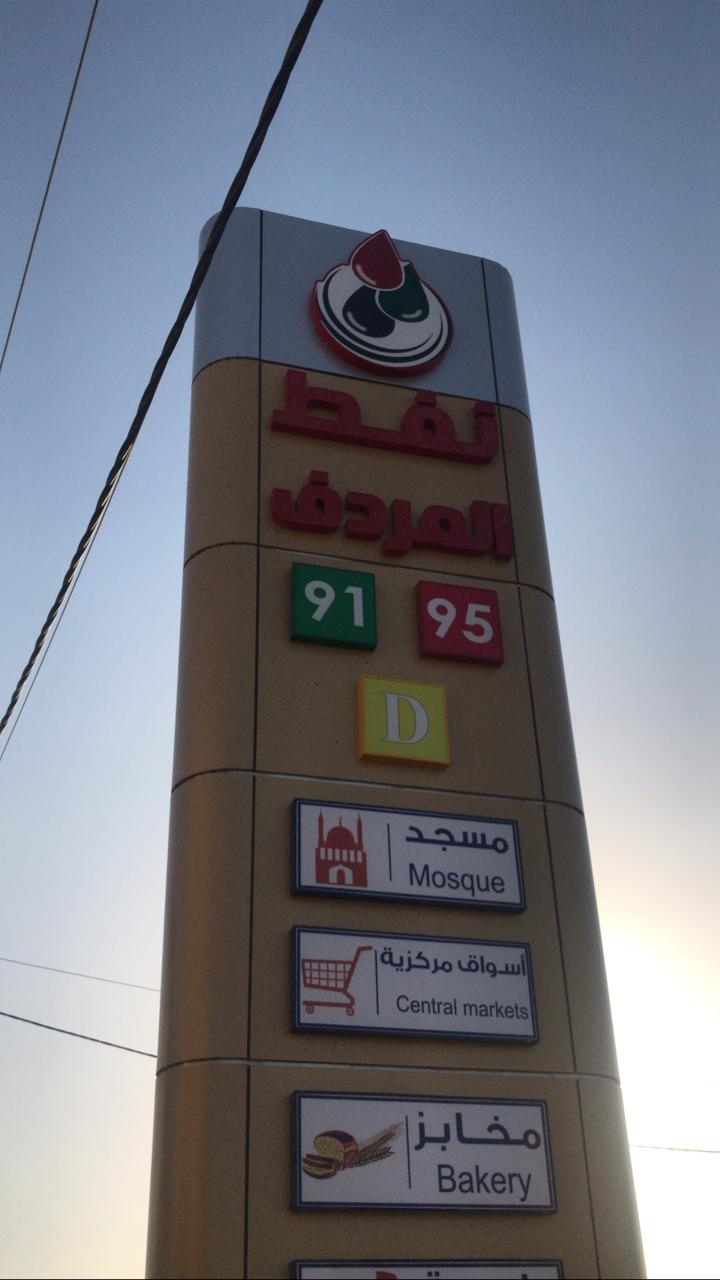 نفط
المردف
91 95
D
مسجد
Mosque
أسواق مركزية
Central markets
مخابز
Bakery